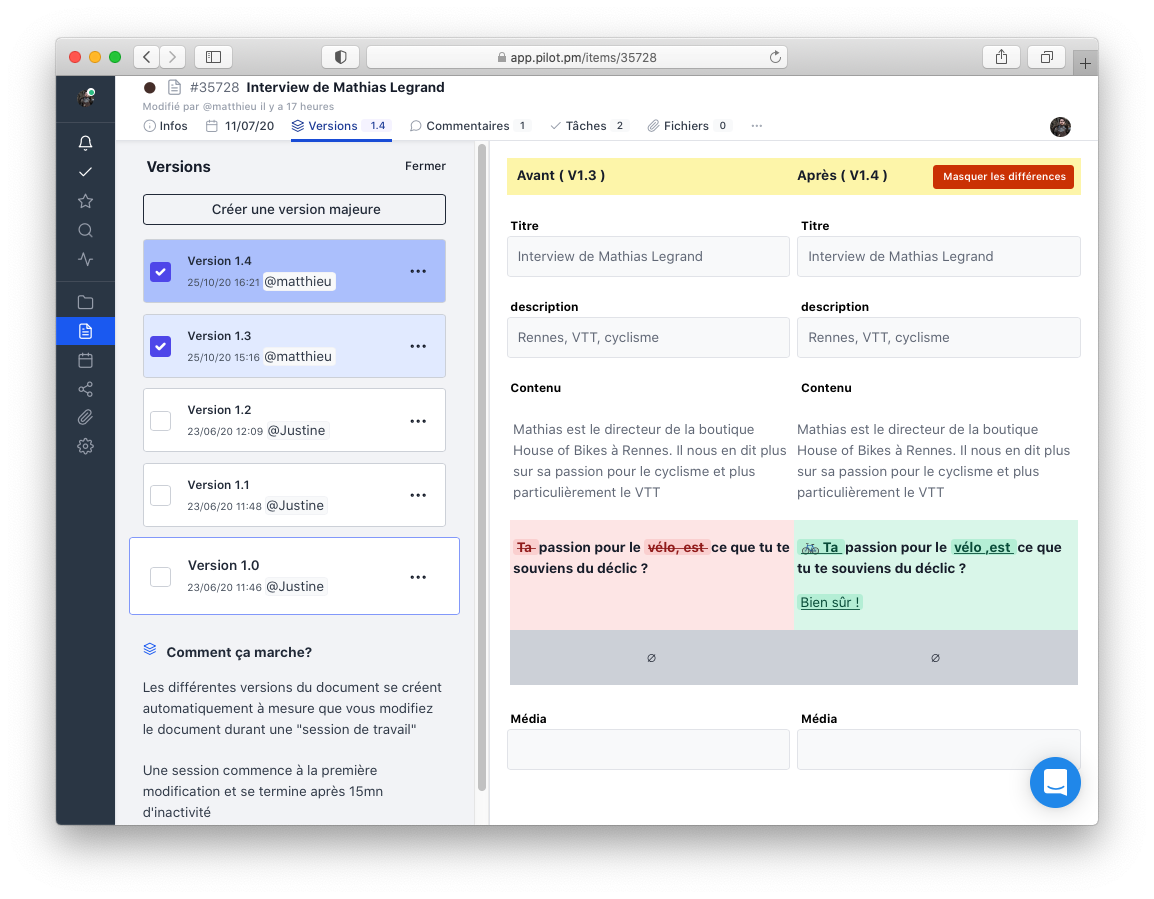 app.pilot.pm/items/35728
#35728 Interview de Mathias Legrand
Modifié par @matthieu il y a 17 heures
Infos 11/07/20 Versions 1.4 Commentaires 1 Tâches 2 Fichiers 0 ...
Versions Fermer
Créer une version majeure
Version 1.4
25/10/20 16:21 @matthieu
Version 1.3
25/10/20 15:16 @matthieu
Version 1.2
23/06/20 12:09 @Justine
Version 1.1
23/06/20 11:48 @Justine
Version 1.0
23/06/20 11:46 @Justine
Comment ça marche?
Les différentes versions du document se créent
automatiquement à mesure que vous modifiez
le document durant une "session de travail"
Une session commence à la première
modification et se termine après 15mn
d'inactivité
Avant ( V1.3 )
Après ( V1.4 )
Masquer les différences
Titre
Interview de Mathias Legrand
Titre
Interview de Mathias Legrand
description
Rennes, VTT, cyclisme
description
Rennes, VTT, cyclisme
Contenu
Contenu
Mathias est le directeur de la boutique
House of Bikes à Rennes. Il nous en dit plus
sur sa passion pour le cyclisme et plus
particulièrement le VTT
Mathias est le directeur de la boutique
House of Bikes à Rennes. Il nous en dit plus
sur sa passion pour le cyclisme et plus
particulièrement le VTT
Ta passion pour le vélo, est ce que tu te
souviens du déclic ?
🚲 Ta passion pour le vélo ,est ce que
tu te souviens du déclic ?
Bien sûr !
∅
∅
Média
Média